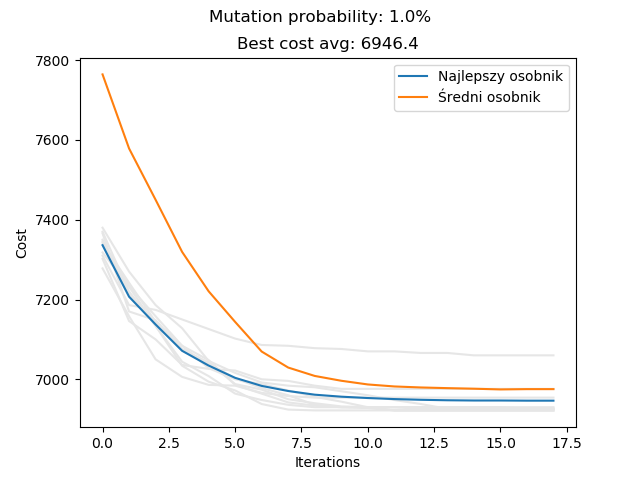 Mutation probability: 1.0%
Best cost avg: 6946.4
Najlepszy osobnik
Średni osobnik
Cost
7800
7600
7400
7200
7000
0.0 2.5 5.0 7.5 10.0 12.5 15.0 17.5
Iterations